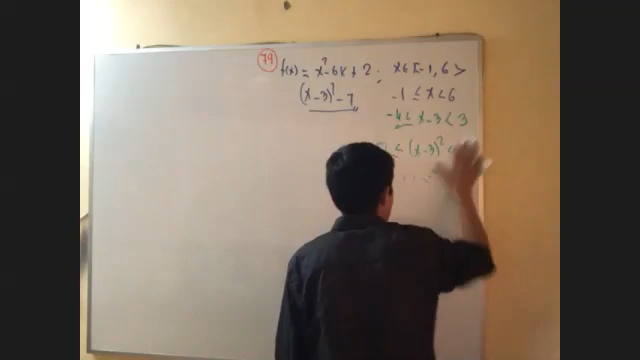 79 f(x) = x² - 6x + 2 ; x ∈ [-1, 6 >
(x - 3)² - 7
-1 ≤ x < 6
-4 ≤ x - 3 < 3
≤ (x - 3)² <